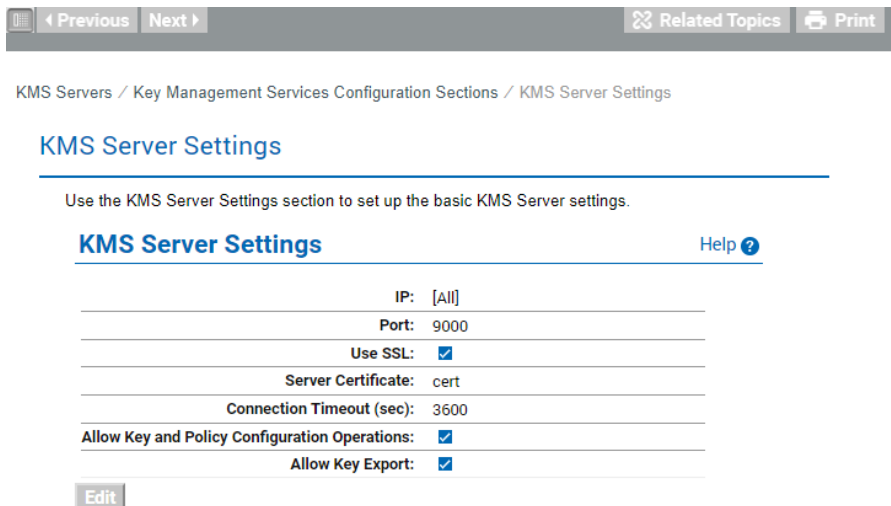 Previous Next Related Topics Print
KMS Servers / Key Management Services Configuration Sections / KMS Server Settings
KMS Server Settings
Use the KMS Server Settings section to set up the basic KMS Server settings.
KMS Server Settings Help ?
IP: [All]
Port: 9000
Use SSL:
Server Certificate: cert
Connection Timeout (sec): 3600
Allow Key and Policy Configuration Operations:
Allow Key Export:
Edit